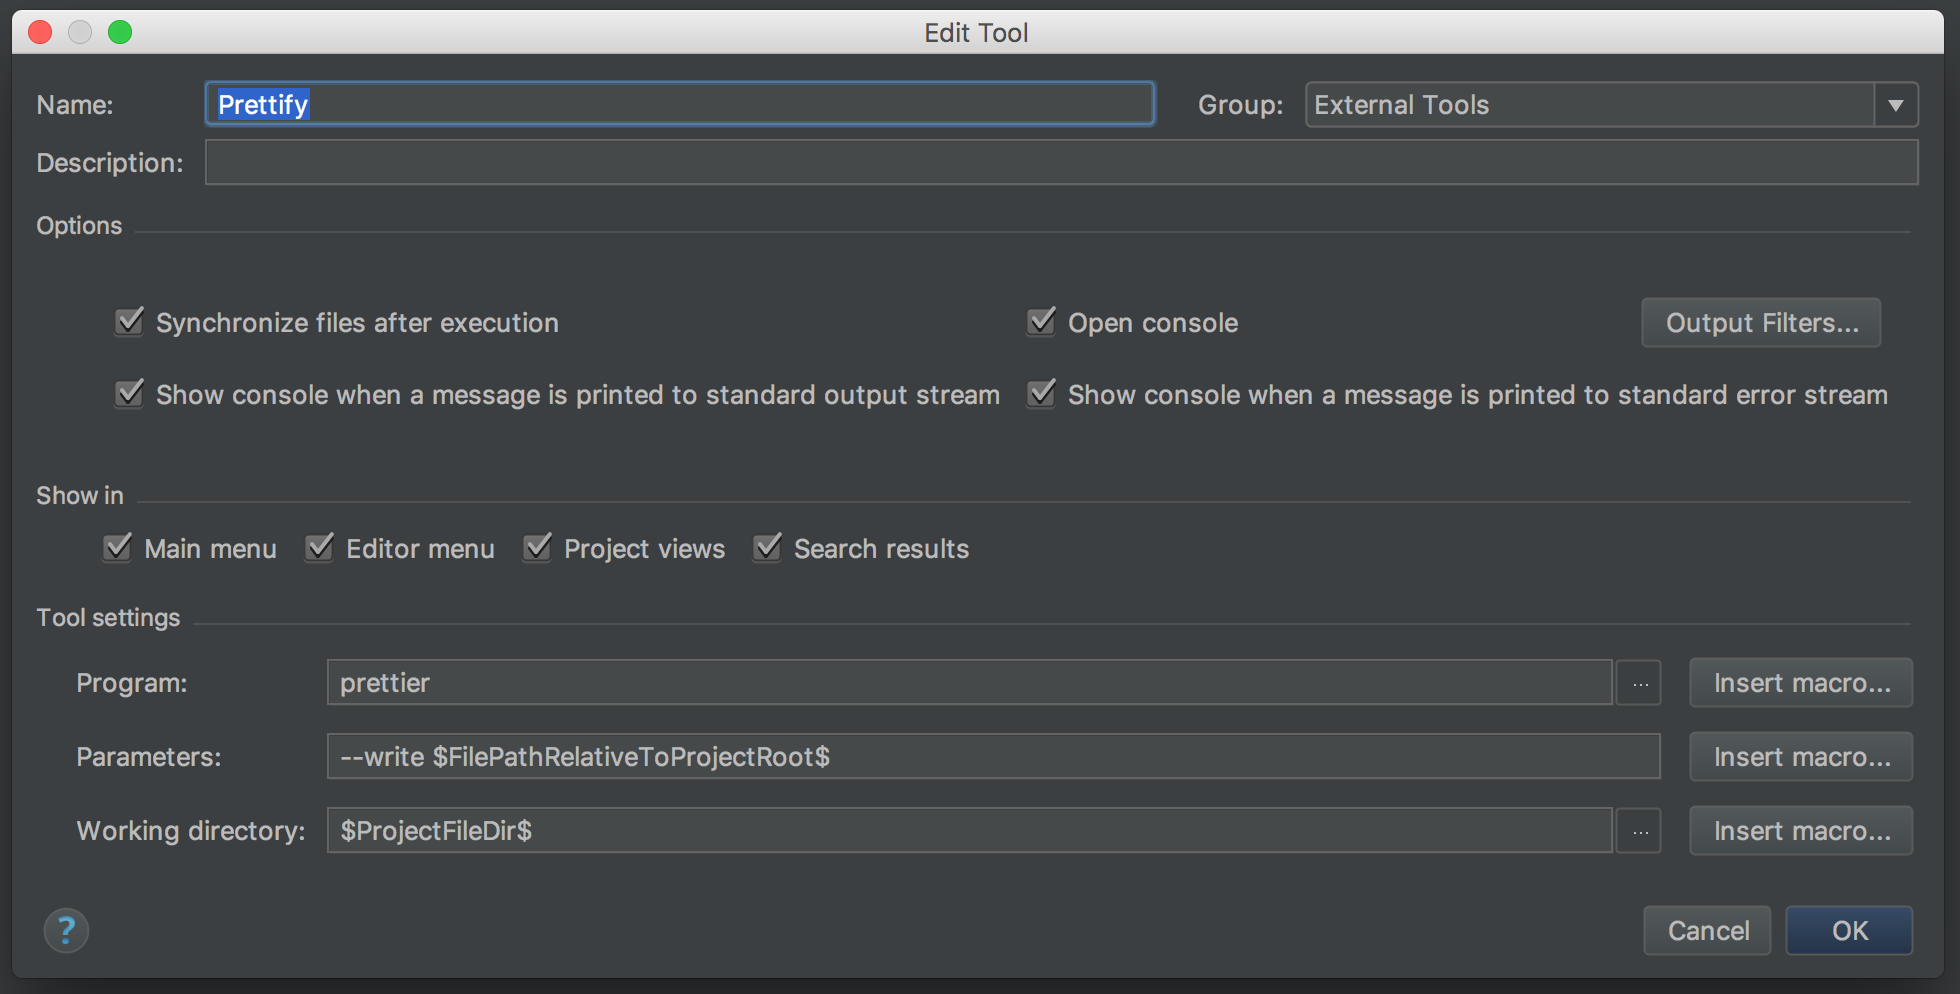 Edit Tool
Name: Prettify Group: External Tools
Description:
Options
Synchronize files after execution Open console Output Filters...
Show console when a message is printed to standard output stream Show console when a message is printed to standard error stream
Show in
Main menu Editor menu Project views Search results
Tool settings
Program: prettier ... Insert macro...
Parameters: --write $FilePathRelativeToProjectRoot$ Insert macro...
Working directory: $ProjectFileDir$ ... Insert macro...
? Cancel OK